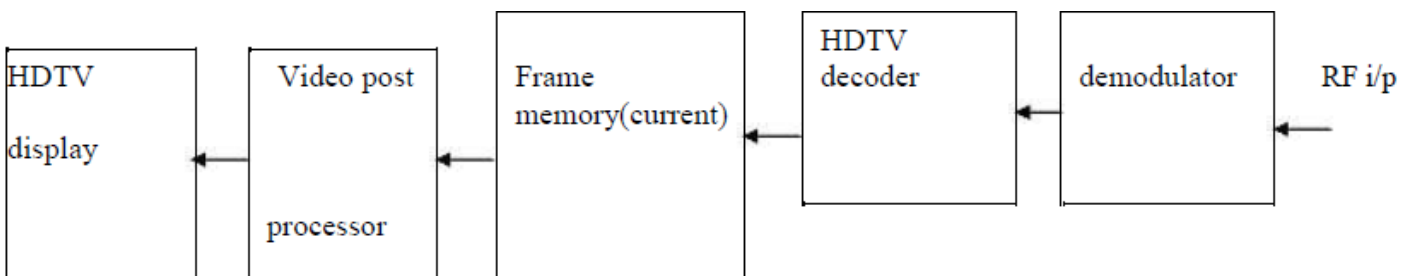 HDTV
display
Video post
processor
Frame
memory(current)
HDTV
decoder
demodulator
RF i/p